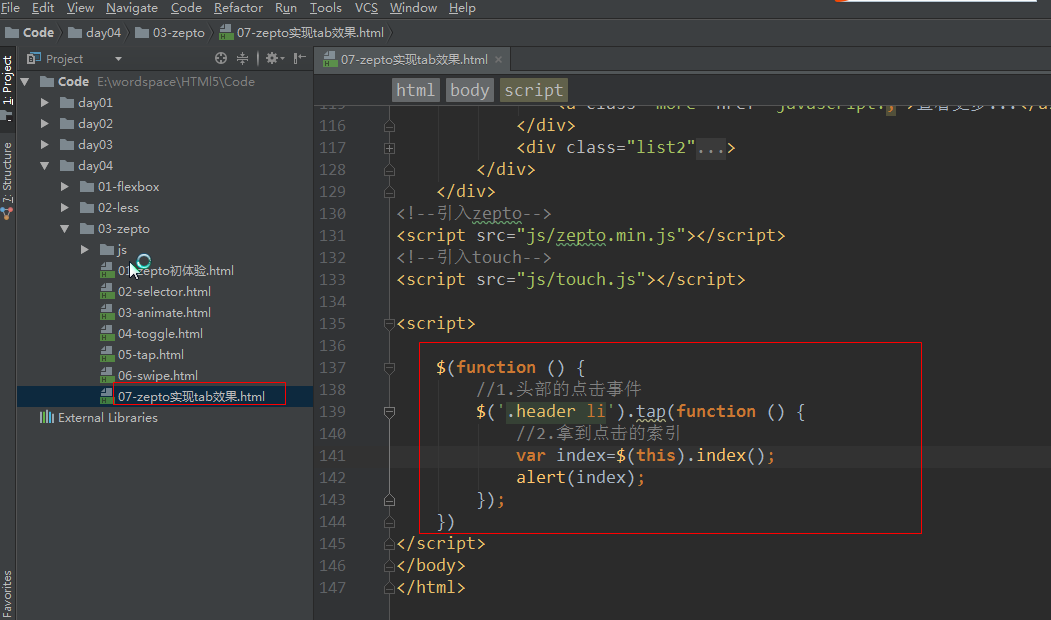 File Edit View Navigate Code Refactor Run Tools VCS Window Help
Code day04 03-zepto 07-zepto实现tab效果.html
1: Project
7: Structure
Favorites
Project
Code E:\wordspace\HTMl5\Code
day01
day02
day03
day04
01-flexbox
02-less
03-zepto
js
01-zepto初体验.html
02-selector.html
03-animate.html
04-toggle.html
05-tap.html
06-swipe.html
07-zepto实现tab效果.html
External Libraries
07-zepto实现tab效果.html
html body script
116 </div>
117 <div class="list2"...>
128 </div>
129 </div>
130 <!--引入zepto-->
131 <script src="js/zepto.min.js"></script>
132 <!--引入touch-->
133 <script src="js/touch.js"></script>
134
135 <script>
136
137 $(function () {
138 //1.头部的点击事件
139 $('.header li').tap(function () {
140 //2.拿到点击的索引
141 var index=$(this).index();
142 alert(index);
143 });
144 })
145 </script>
146 </body>
147 </html>